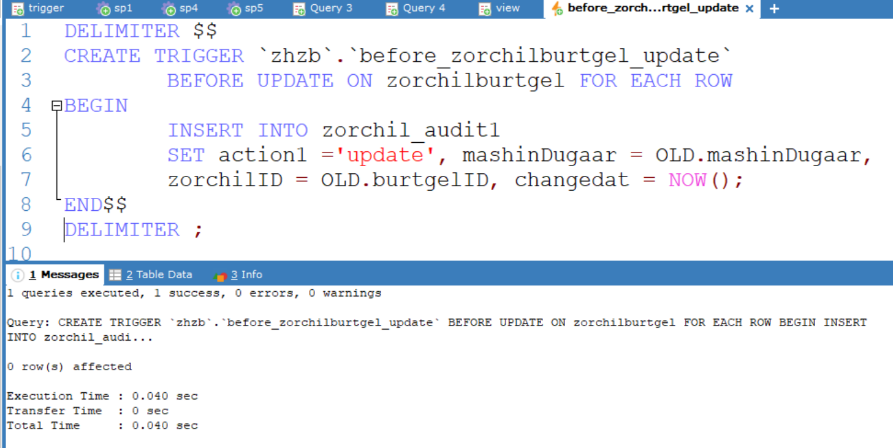 trigger sp1 sp4 sp5 Query 3 Query 4 view before_zorch...rtgel_update × +
1 DELIMITER $$
2 CREATE TRIGGER `zhzb`.`before_zorchilburtgel_update`
3 BEFORE UPDATE ON zorchilburtgel FOR EACH ROW
4 BEGIN
5 INSERT INTO zorchil_audit1
6 SET action1 ='update', mashinDugaar = OLD.mashinDugaar,
7 zorchilID = OLD.burtgelID, changedat = NOW();
8 END$$
9 DELIMITER ;
10
1 Messages 2 Table Data 3 Info
1 queries executed, 1 success, 0 errors, 0 warnings
Query: CREATE TRIGGER `zhzb`.`before_zorchilburtgel_update` BEFORE UPDATE ON zorchilburtgel FOR EACH ROW BEGIN INSERT
INTO zorchil_audi...
0 row(s) affected
Execution Time : 0.040 sec
Transfer Time : 0 sec
Total Time : 0.040 sec